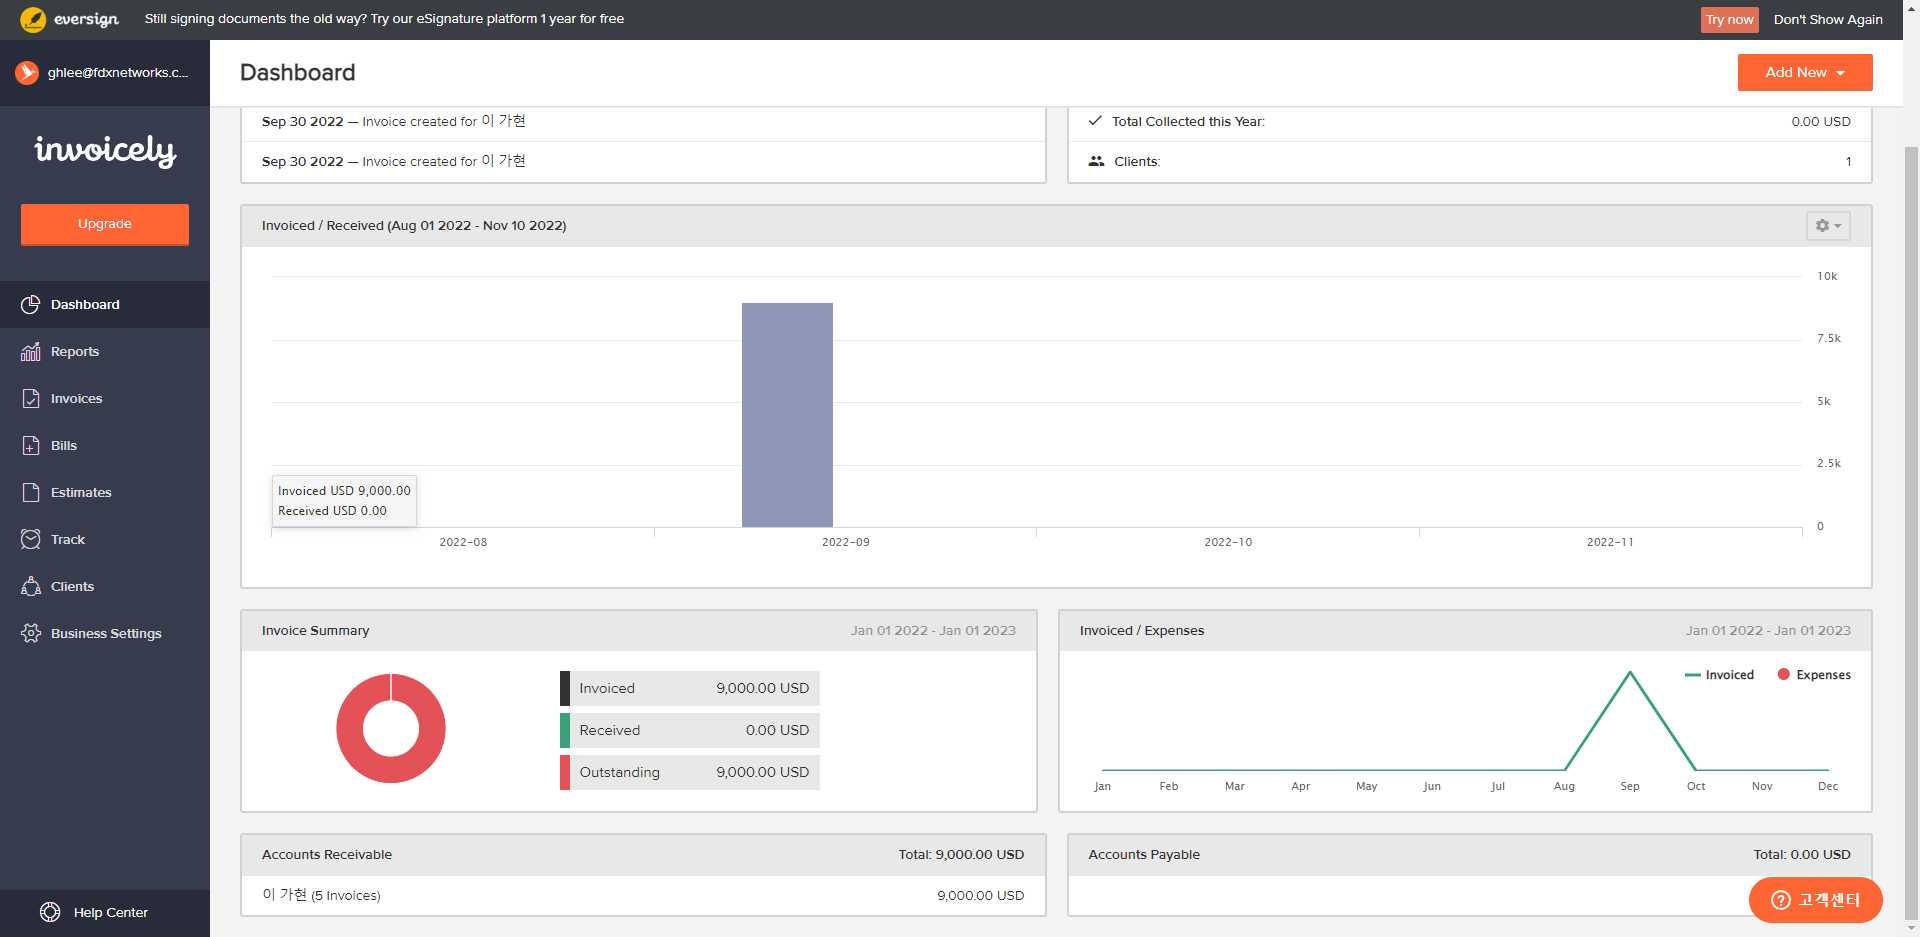 eversign
Still signing documents the old way? Try our eSignature platform 1 year for free
Try now
Don't Show Again
ghlee@fdxnetworks.c...
Dashboard
Add New
invoicely
Upgrade
Dashboard
Reports
Invoices
Bills
Estimates
Track
Clients
Business Settings
Help Center
Sep 30 2022 — Invoice created for 이 가현
Sep 30 2022 — Invoice created for 이 가현
Total Collected this Year: 0.00 USD
Clients: 1
Invoiced / Received (Aug 01 2022 - Nov 10 2022)
10k
7.5k
5k
2.5k
0
Invoiced USD 9,000.00
Received USD 0.00
2022-08 2022-09 2022-10 2022-11
Invoice Summary Jan 01 2022 - Jan 01 2023
Invoiced 9,000.00 USD
Received 0.00 USD
Outstanding 9,000.00 USD
Invoiced / Expenses Jan 01 2022 - Jan 01 2023
Invoiced Expenses
Jan Feb Mar Apr May Jun Jul Aug Sep Oct Nov Dec
Accounts Receivable Total: 9,000.00 USD
이 가현 (5 Invoices) 9,000.00 USD
Accounts Payable Total: 0.00 USD
고객센터